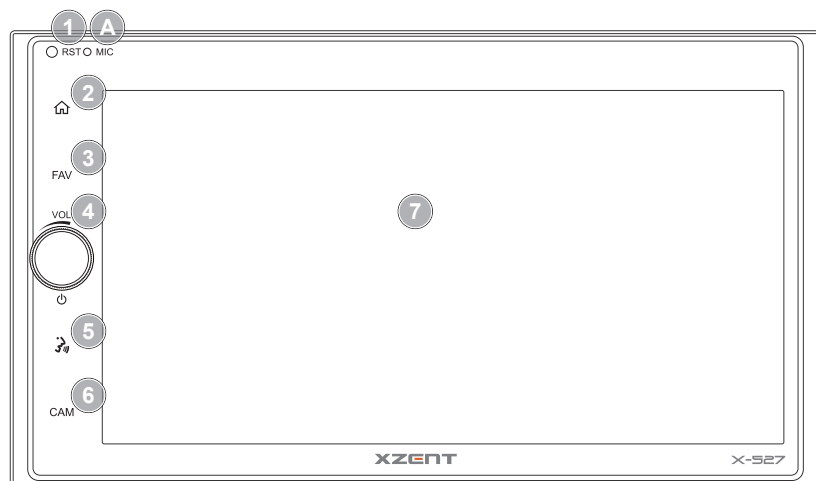 1 A
RST MIC
2
3
FAV
VOL 4
7
5
6
CAM
XZENT X-527